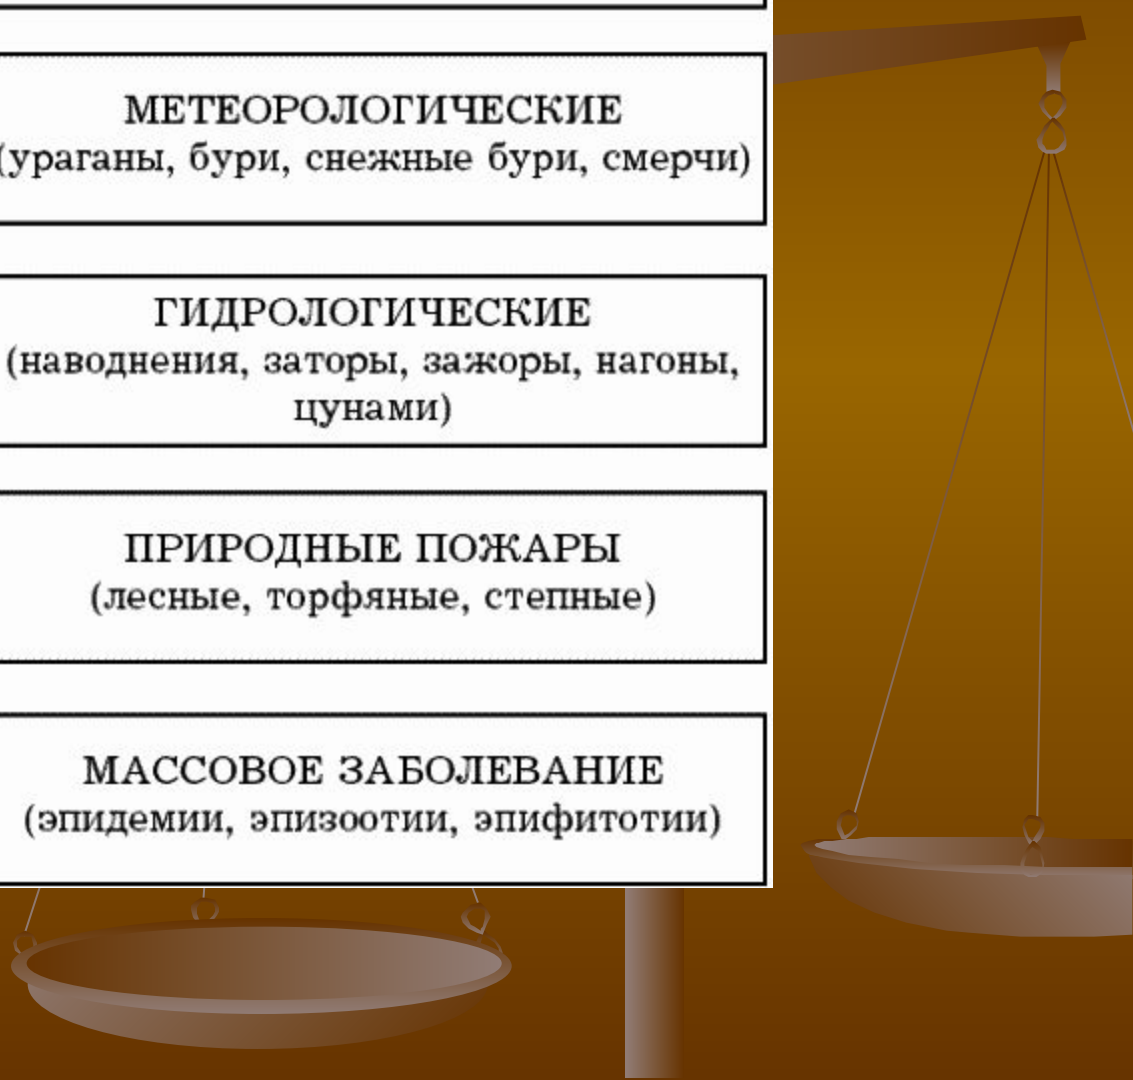 МЕТЕОРОЛОГИЧЕСКИЕ
(ураганы, бури, снежные бури, смерчи)
ГИДРОЛОГИЧЕСКИЕ
(наводнения, заторы, зажоры, нагоны,
цунами)
ПРИРОДНЫЕ ПОЖАРЫ
(лесные, торфяные, степные)
МАССОВОЕ ЗАБОЛЕВАНИЕ
(эпидемии, эпизоотии, эпифитотии)